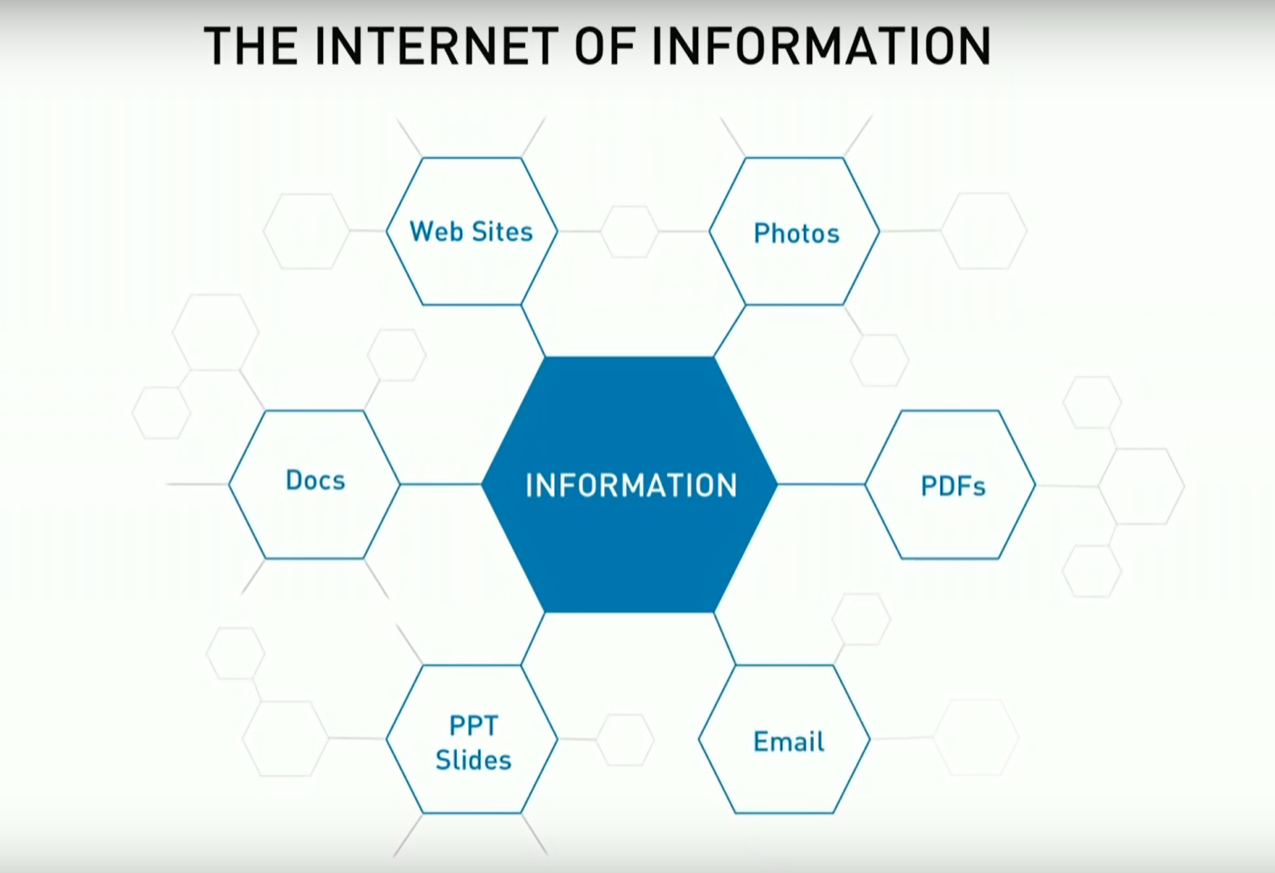 THE INTERNET OF INFORMATION
Web Sites
Photos
Docs
INFORMATION
PDFs
PPT
Slides
Email